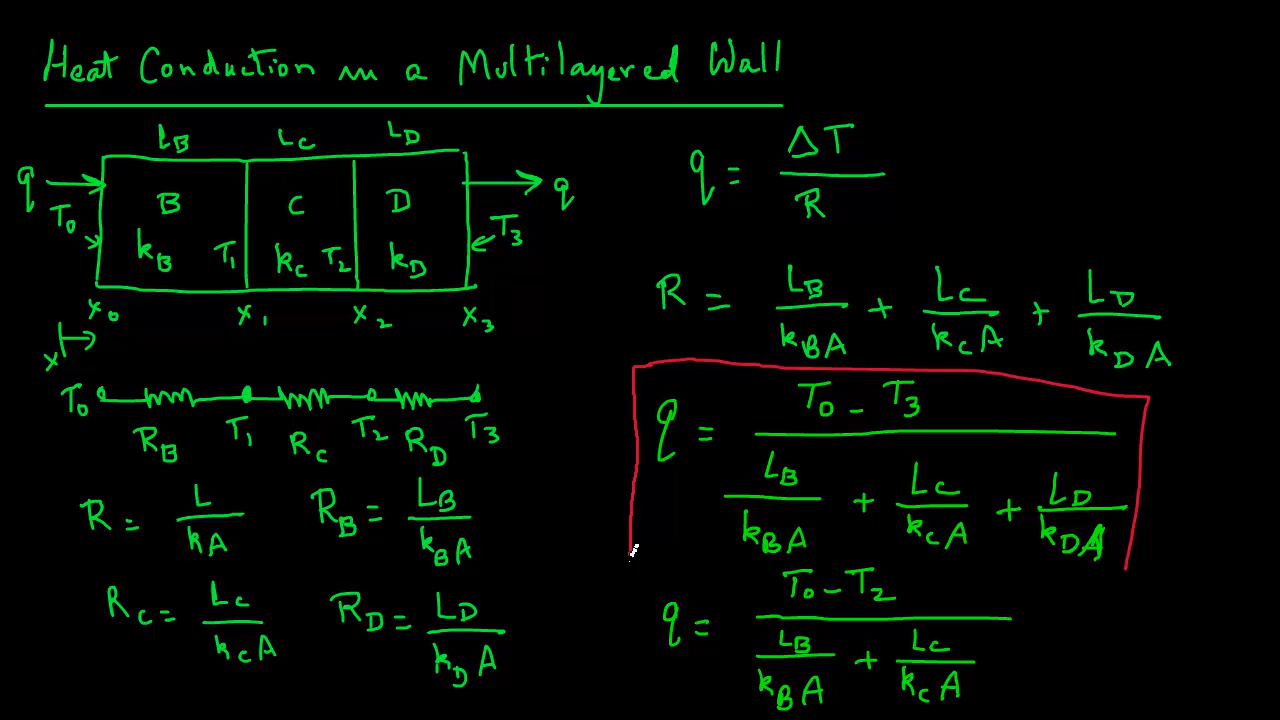 Heat Conduction in a Multilayered Wall
L_B L_C L_D
q B C D q
T_0 T_3
k_B T_1 k_C T_2 k_D
x_0 x_1 x_2 x_3
x
T_0 R_B T_1 R_C T_2 R_D T_3
R = L / kA
R_B = L_B / k_B A
R_C = L_C / k_C A
R_D = L_D / k_D A
q = ΔT / R
R = L_B / k_B A + L_C / k_C A + L_D / k_D A
q = T_0 - T_3 / L_B / k_B A + L_C / k_C A + L_D / k_D A
q = T_0 - T_2 / L_B / k_B A + L_C / k_C A